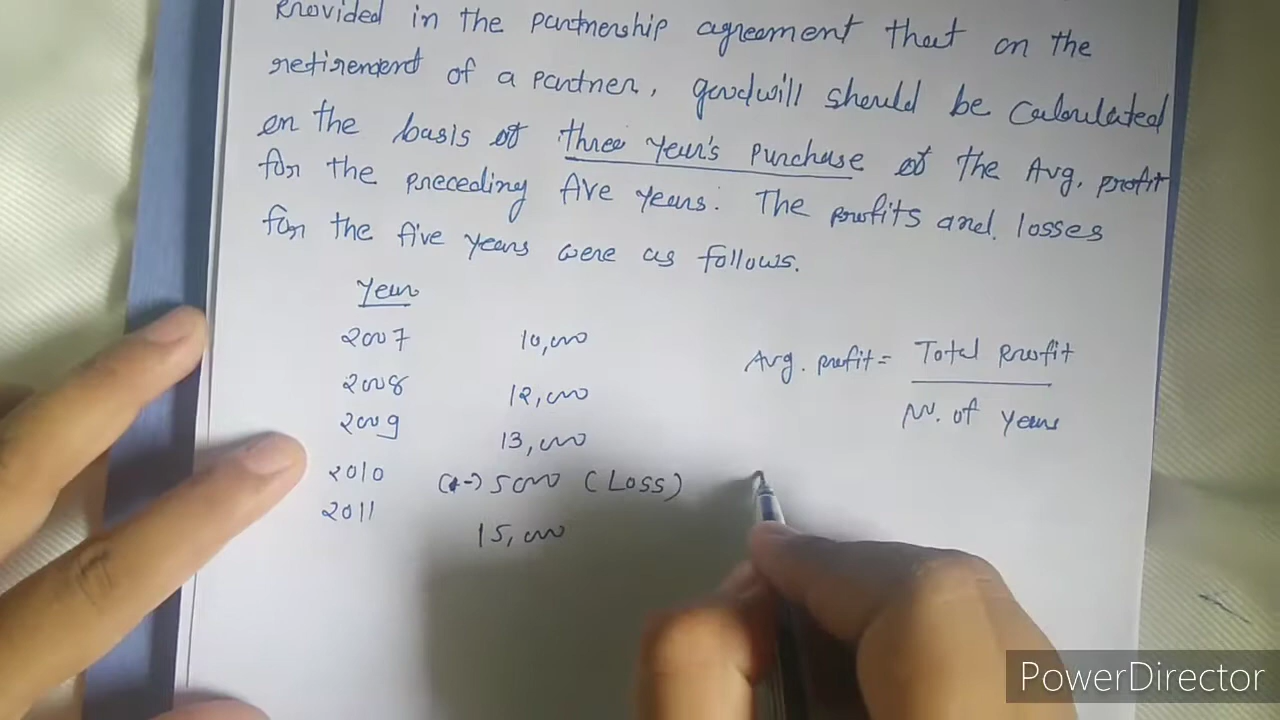 Provided in the partnership agreement that on the
retirement of a partner, goodwill should be Calculated
on the basis of three Year's Purchase of the Avg. profit
for the preceding five years. The profits and losses
for the five years were as follows.
Year
2007 10,000
2008 12,000
2009 13,000
2010 (-) 5000 (Loss)
2011 15,000
Avg. profit = Total Profit
No. of years
PowerDirector